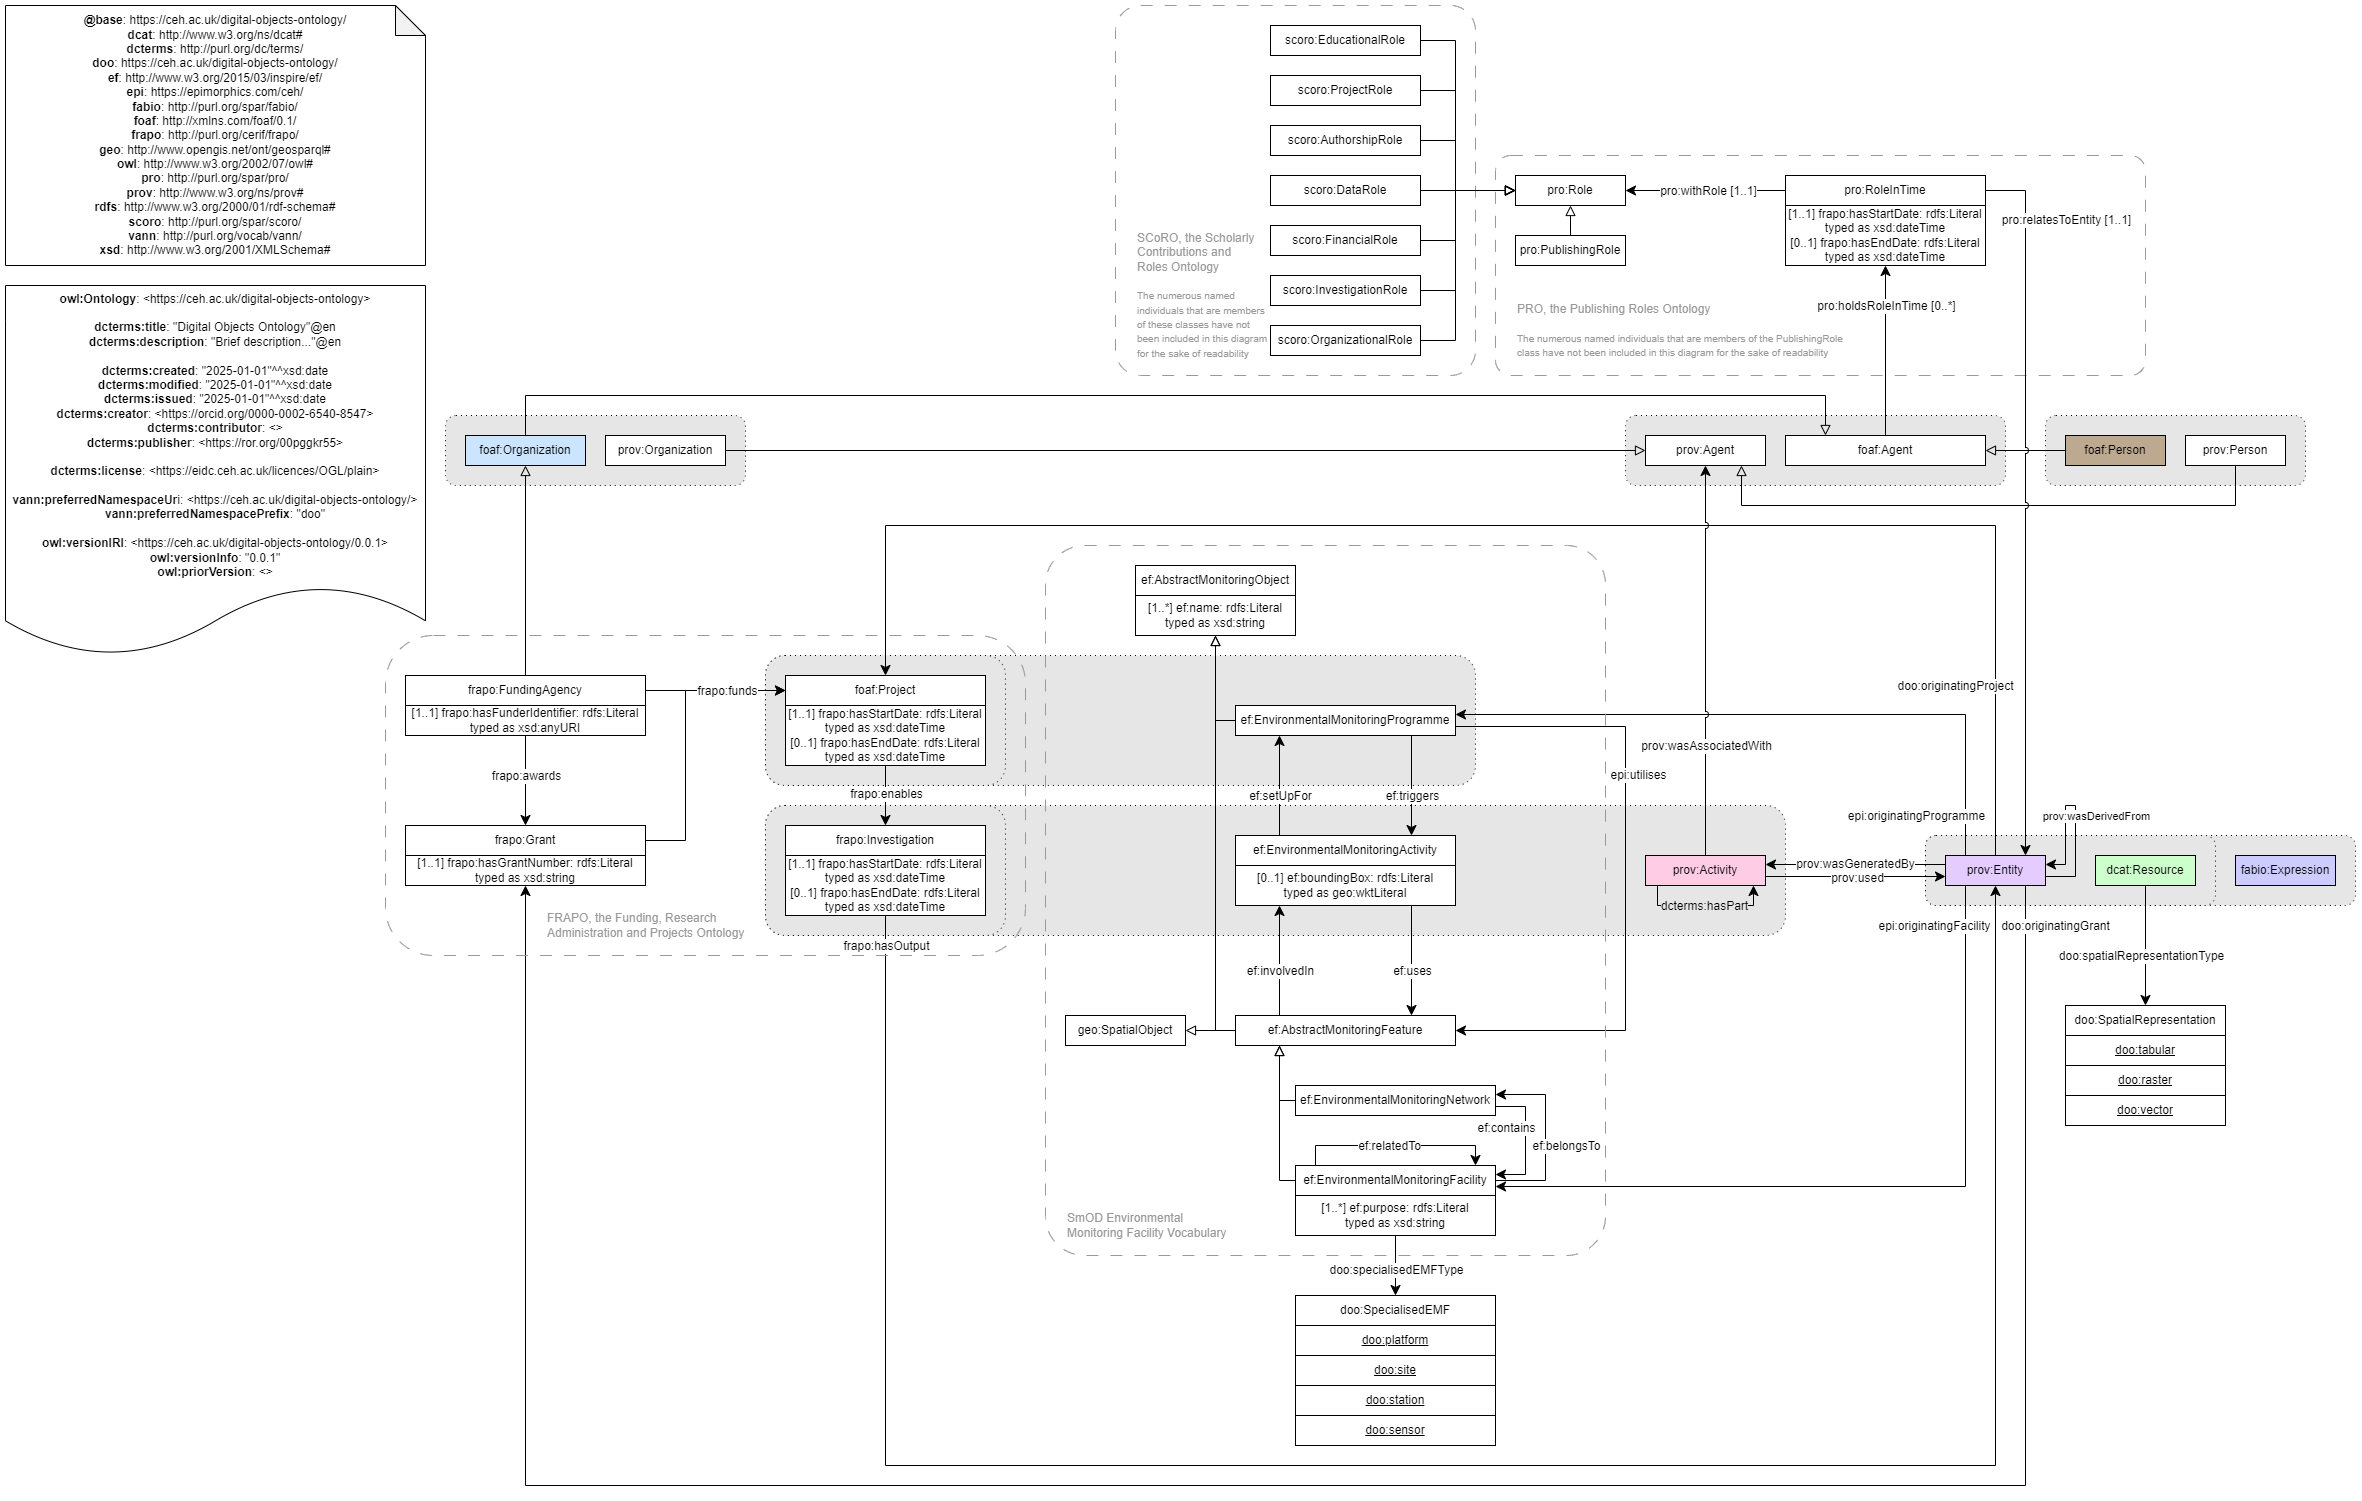 @base: https://ceh.ac.uk/digital-objects-ontology/
dcat: http://www.w3.org/ns/dcat#
dcterms: http://purl.org/dc/terms/
doo: https://ceh.ac.uk/digital-objects-ontology/
ef: http://www.w3.org/2015/03/inspire/ef/
epi: https://epimorphics.com/ceh/
fabio: http://purl.org/spar/fabio/
foaf: http://xmlns.com/foaf/0.1/
frapo: http://purl.org/cerif/frapo/
geo: http://www.opengis.net/ont/geosparql#
owl: http://www.w3.org/2002/07/owl#
pro: http://purl.org/spar/pro/
prov: http://www.w3.org/ns/prov#
rdfs: http://www.w3.org/2000/01/rdf-schema#
scoro: http://purl.org/spar/scoro/
vann: http://purl.org/vocab/vann/
xsd: http://www.w3.org/2001/XMLSchema#
owl:Ontology: <https://ceh.ac.uk/digital-objects-ontology>
dcterms:title: "Digital Objects Ontology"@en
dcterms:description: "Brief description..."@en
dcterms:created: "2025-01-01"^^xsd:date
dcterms:modified: "2025-01-01"^^xsd:date
dcterms:issued: "2025-01-01"^^xsd:date
dcterms:creator: <https://orcid.org/0000-0002-6540-8547>
dcterms:contributor: <>
dcterms:publisher: <https://ror.org/00pggkr55>
dcterms:license: <https://eidc.ceh.ac.uk/licences/OGL/plain>
vann:preferredNamespaceUri: <https://ceh.ac.uk/digital-objects-ontology/>
vann:preferredNamespacePrefix: "doo"
owl:versionIRI: <https://ceh.ac.uk/digital-objects-ontology/0.0.1>
owl:versionInfo: "0.0.1"
owl:priorVersion: <>
scoro:EducationalRole
scoro:ProjectRole
scoro:AuthorshipRole
scoro:DataRole
scoro:FinancialRole
scoro:InvestigationRole
scoro:OrganizationalRole
SCoRO, the Scholarly
Contributions and
Roles Ontology
The numerous named
individuals that are members
of these classes have not
been included in this diagram
for the sake of readability
pro:Role
pro:PublishingRole
pro:withRole [1..1]
pro:RoleInTime
[1..1] frapo:hasStartDate: rdfs:Literal
typed as xsd:dateTime
[0..1] frapo:hasEndDate: rdfs:Literal
typed as xsd:dateTime
pro:relatesToEntity [1..1]
pro:holdsRoleInTime [0..*]
PRO, the Publishing Roles Ontology
The numerous named individuals that are members of the PublishingRole
class have not been included in this diagram for the sake of readability
foaf:Organization
prov:Organization
prov:Agent
foaf:Agent
foaf:Person
prov:Person
frapo:FundingAgency
[1..1] frapo:hasFunderIdentifier: rdfs:Literal
typed as xsd:anyURI
frapo:funds
frapo:awards
frapo:Grant
[1..1] frapo:hasGrantNumber: rdfs:Literal
typed as xsd:string
FRAPO, the Funding, Research
Administration and Projects Ontology
foaf:Project
[1..1] frapo:hasStartDate: rdfs:Literal
typed as xsd:dateTime
[0..1] frapo:hasEndDate: rdfs:Literal
typed as xsd:dateTime
frapo:enables
frapo:Investigation
[1..1] frapo:hasStartDate: rdfs:Literal
typed as xsd:dateTime
[0..1] frapo:hasEndDate: rdfs:Literal
typed as xsd:dateTime
frapo:hasOutput
ef:AbstractMonitoringObject
[1..*] ef:name: rdfs:Literal
typed as xsd:string
ef:EnvironmentalMonitoringProgramme
ef:setUpFor
ef:triggers
ef:EnvironmentalMonitoringActivity
[0..1] ef:boundingBox: rdfs:Literal
typed as geo:wktLiteral
ef:involvedIn
ef:uses
geo:SpatialObject
ef:AbstractMonitoringFeature
ef:EnvironmentalMonitoringNetwork
ef:contains
ef:relatedTo
ef:belongsTo
ef:EnvironmentalMonitoringFacility
[1..*] ef:purpose: rdfs:Literal
typed as xsd:string
SmOD Environmental
Monitoring Facility Vocabulary
doo:specialisedEMFType
doo:SpecialisedEMF
doo:platform
doo:site
doo:station
doo:sensor
doo:originatingProject
prov:wasAssociatedWith
epi:utilises
epi:originatingProgramme
prov:wasDerivedFrom
prov:Activity
dcterms:hasPart
prov:wasGeneratedBy
prov:used
prov:Entity
dcat:Resource
fabio:Expression
epi:originatingFacility
doo:originatingGrant
doo:spatialRepresentationType
doo:SpatialRepresentation
doo:tabular
doo:raster
doo:vector